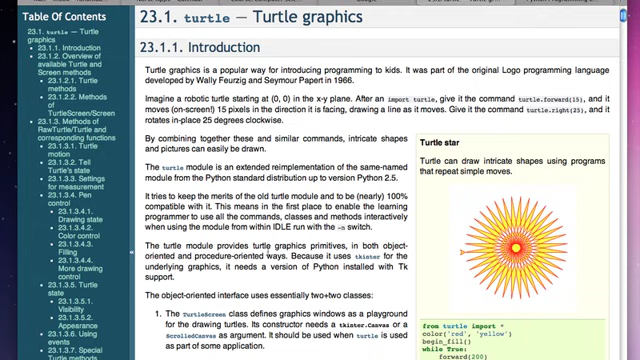 Table Of Contents
23.1. turtle — Turtle
graphics
23.1.1. Introduction
23.1.2. Overview of
available Turtle and
Screen methods
23.1.2.1. Turtle
methods
23.1.2.2. Methods
of
TurtleScreen/Screen
23.1.3. Methods of
RawTurtle/Turtle and
corresponding functions
23.1.3.1. Turtle
motion
23.1.3.2. Tell
Turtle's state
23.1.3.3. Settings
for measurement
23.1.3.4. Pen
control
23.1.3.4.1.
Drawing state
23.1.3.4.2.
Color control
23.1.3.4.3.
Filling
23.1.3.4.4.
More drawing
control
23.1.3.5. Turtle
state
23.1.3.5.1.
Visibility
23.1.3.5.2.
Appearance
23.1.3.6. Using
events
23.1.3.7. Special
Turtle methods
23.1. turtle — Turtle graphics
23.1.1. Introduction
Turtle graphics is a popular way for introducing programming to kids. It was part of the original Logo programming language
developed by Wally Feurzig and Seymour Papert in 1966.
Imagine a robotic turtle starting at (0, 0) in the x-y plane. After an import turtle, give it the command turtle.forward(15), and it
moves (on-screen!) 15 pixels in the direction it is facing, drawing a line as it moves. Give it the command turtle.right(25), and it
rotates in-place 25 degrees clockwise.
By combining together these and similar commands, intricate shapes
and pictures can easily be drawn.
The turtle module is an extended reimplementation of the same-named
module from the Python standard distribution up to version Python 2.5.
It tries to keep the merits of the old turtle module and to be (nearly) 100%
compatible with it. This means in the first place to enable the learning
programmer to use all the commands, classes and methods interactively
when using the module from within IDLE run with the -n switch.
The turtle module provides turtle graphics primitives, in both object-
oriented and procedure-oriented ways. Because it uses tkinter for the
underlying graphics, it needs a version of Python installed with Tk
support.
The object-oriented interface uses essentially two+two classes:
1. The TurtleScreen class defines graphics windows as a playground
for the drawing turtles. Its constructor needs a tkinter.Canvas or a
ScrolledCanvas as argument. It should be used when turtle is used
as part of some application.
Turtle star
Turtle can draw intricate shapes using programs
that repeat simple moves.
from turtle import *
color('red', 'yellow')
begin_fill()
while True:
forward(200)